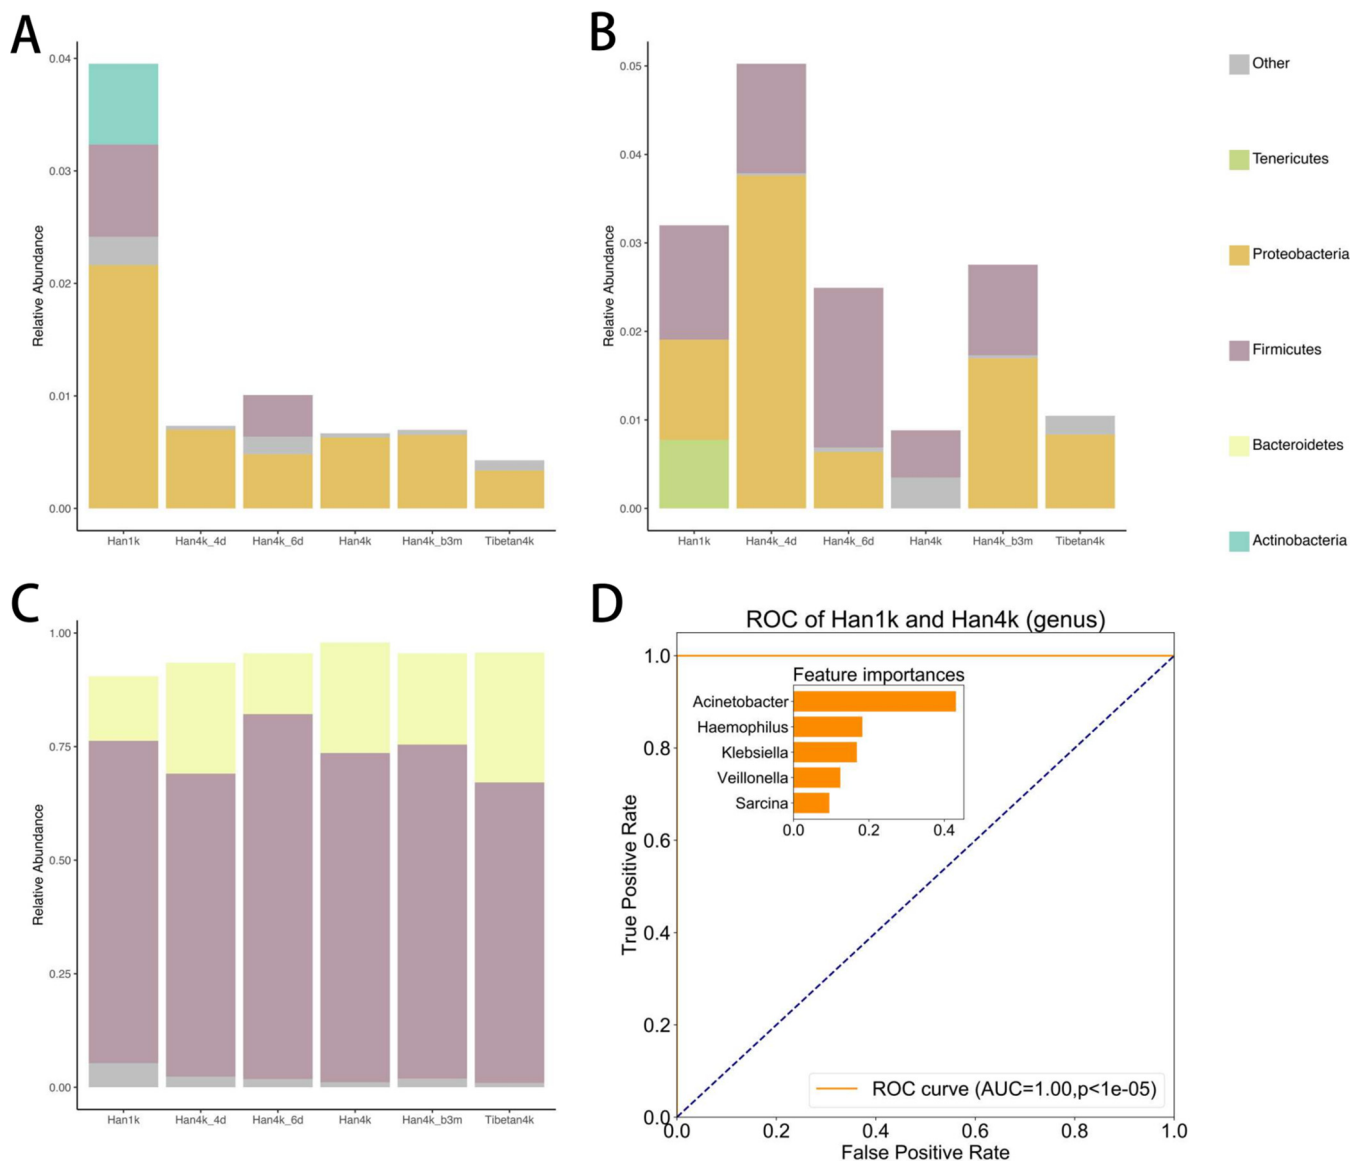 A
0.04
0.03
0.02
0.01
0.00
Relative Abundance
Han1k Han4k_4d Han4k_6d Han4k Han4k_b3m Tibetan4k
B
0.05
0.04
0.03
0.02
0.01
0.00
Relative Abundance
Han1k Han4k_4d Han4k_6d Han4k Han4k_b3m Tibetan4k
Other
Tenericutes
Proteobacteria
Firmicutes
Bacteroidetes
Actinobacteria
C
1.00
0.75
0.50
0.25
0.00
Relative Abundance
Han1k Han4k_4d Han4k_6d Han4k Han4k_b3m Tibetan4k
D
ROC of Han1k and Han4k (genus)
1.0
0.8
0.6
0.4
0.2
0.0
True Positive Rate
Feature importances
Acinetobacter
Haemophilus
Klebsiella
Veillonella
Sarcina
0.0 0.2 0.4
ROC curve (AUC=1.00,p<1e-05)
0.0 0.2 0.4 0.6 0.8 1.0
False Positive Rate